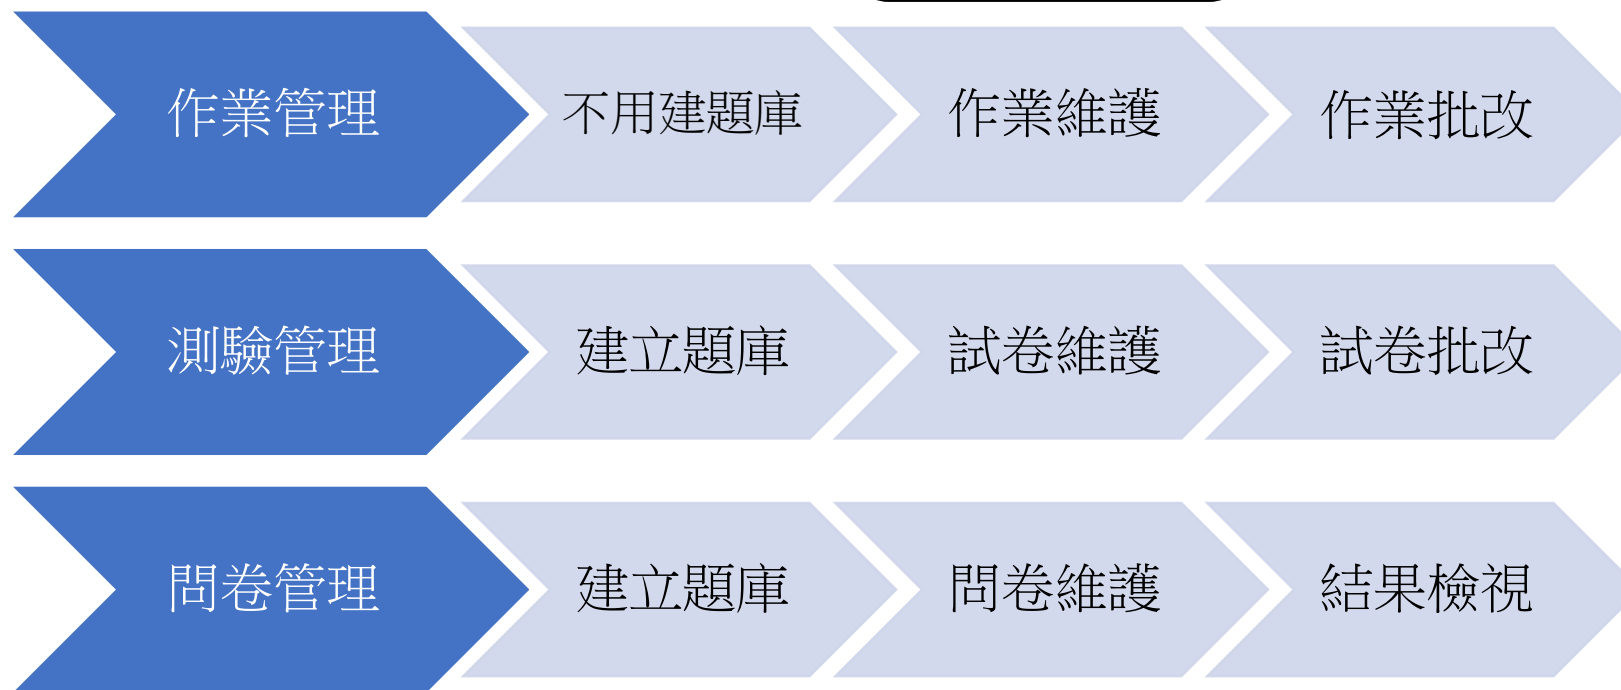 作業管理
不用建題庫
作業維護
作業批改
測驗管理
建立題庫
試卷維護
試卷批改
問卷管理
建立題庫
問卷維護
結果檢視